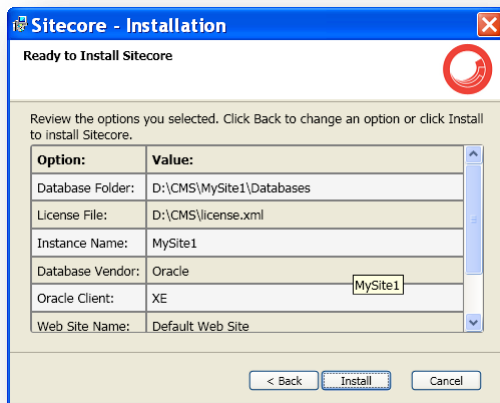 Sitecore - Installation
Ready to Install Sitecore
Review the options you selected. Click Back to change an option or click Install
to install Sitecore.
Option: Value:
Database Folder: D:\CMS\MySite1\Databases
License File: D:\CMS\license.xml
Instance Name: MySite1
Database Vendor: Oracle
MySite1
Oracle Client: XE
Web Site Name: Default Web Site
< Back Install Cancel